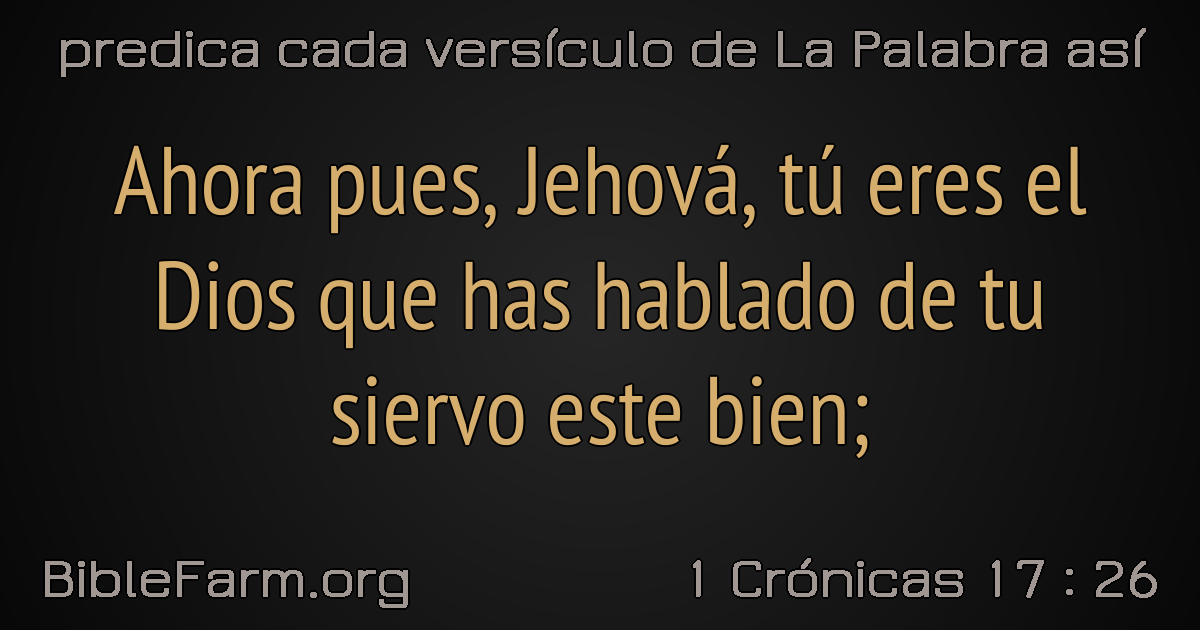 predica cada versículo de La Palabra así
Ahora pues, Jehová, tú eres el
Dios que has hablado de tu
siervo este bien;
BibleFarm.org
1 Crónicas 17 : 26